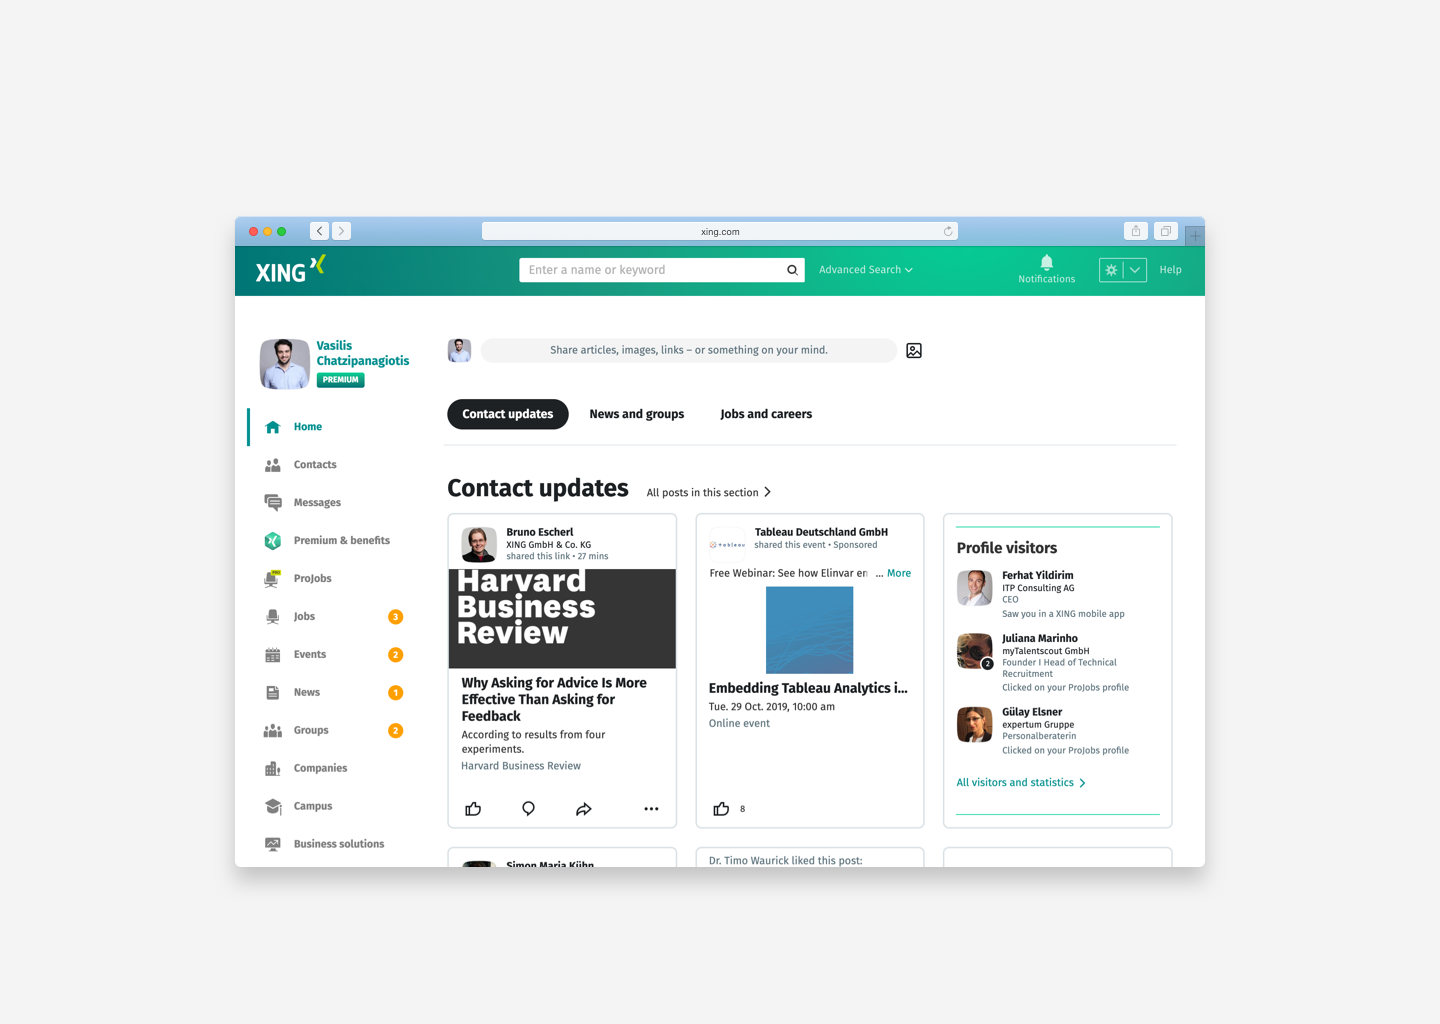 xing.com
XING
Enter a name or keyword
Advanced Search
Notifications
Help
Vasilis
Chatzipanagiotis
PREMIUM
Home
Contacts
Messages
Premium & benefits
PRO
ProJobs
Jobs
3
Events
2
News
1
Groups
2
Companies
Campus
Business solutions
Share articles, images, links – or something on your mind.
Contact updates
News and groups
Jobs and careers
Contact updates
All posts in this section
Bruno Escherl
XING GmbH & Co. KG
shared this link • 27 mins
Harvard
Business
Review
Why Asking for Advice Is More
Effective Than Asking for
Feedback
According to results from four
experiments.
Harvard Business Review
Simon Maria Kühn
tableau
Tableau Deutschland GmbH
shared this event • Sponsored
Free Webinar: See how Elinvar en ... More
Embedding Tableau Analytics i...
Tue. 29 Oct. 2019, 10:00 am
Online event
8
Dr. Timo Waurick liked this post:
Profile visitors
Ferhat Yildirim
ITP Consulting AG
CEO
Saw you in a XING mobile app
2
Juliana Marinho
myTalentscout GmbH
Founder I Head of Technical
Recruitment
Clicked on your ProJobs profile
Gülay Elsner
expertum Gruppe
Personalberaterin
Clicked on your ProJobs profile
All visitors and statistics